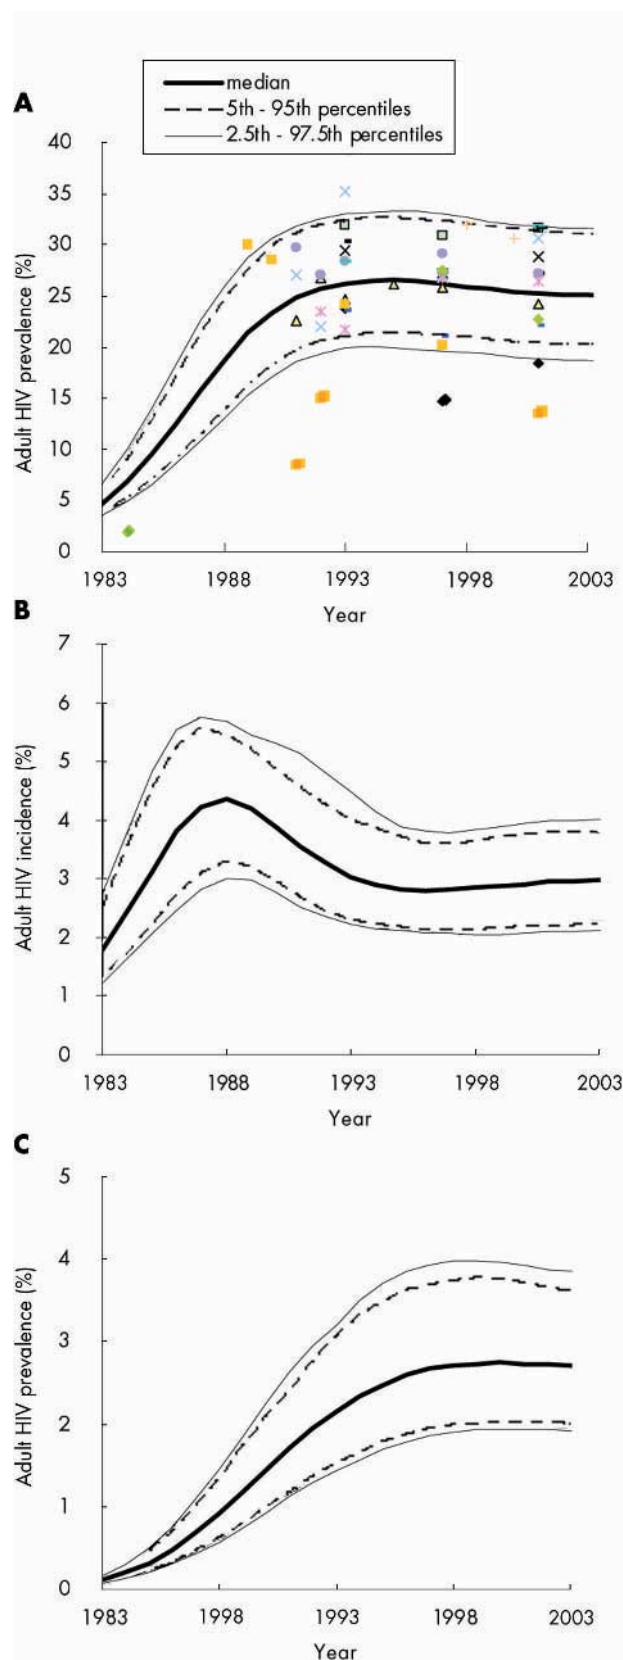 median
5th - 95th percentiles
2.5th - 97.5th percentiles
A
40
35
30
25
20
15
10
5
0
Adult HIV prevalence (%)
1983 1988 1993 1998 2003
Year
B
7
6
5
4
3
2
1
0
Adult HIV incidence (%)
1983 1988 1993 1998 2003
Year
C
5
4
3
2
1
0
Adult HIV prevalence (%)
1983 1998 1993 1998 2003
Year